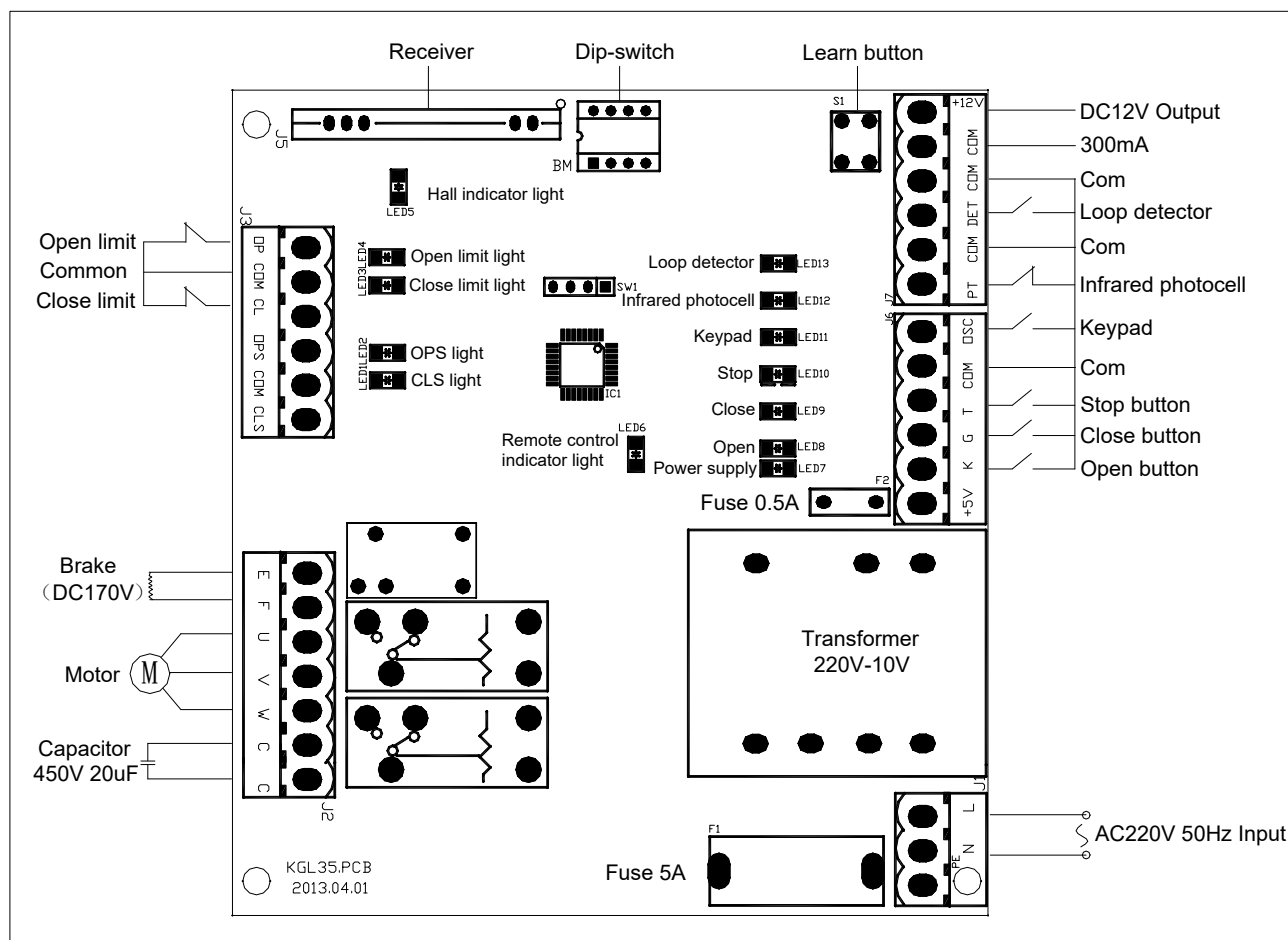 Receiver
Dip-switch
Learn button
J5
BM
S1
+12V
COM
COM
DET
COM
PT
J7
DC12V Output
300mA
Com
Loop detector
Com
Infrared photocell
LED5
Hall indicator light
J3
OP
COM
CL
OPS
COM
CLS
Open limit
Common
Close limit
LED4
Open limit light
LED3
Close limit light
LED2
OPS light
LED1
CLS light
SW1
IC1
Loop detector
LED13
Infrared photocell
LED12
Keypad
LED11
Stop
LED10
Close
LED9
Open
LED8
Power supply
LED7
LED6
Remote control
indicator light
J6
OSC
COM
T
G
K
+5V
Keypad
Com
Stop button
Close button
Open button
Fuse 0.5A
F2
Brake
(DC170V)
Motor
M
Capacitor
450V 20uF
E
F
U
V
W
C
C
J2
Transformer
220V-10V
J1
L
N
PE
AC220V 50Hz Input
F1
Fuse 5A
KGL35.PCB
2013.04.01